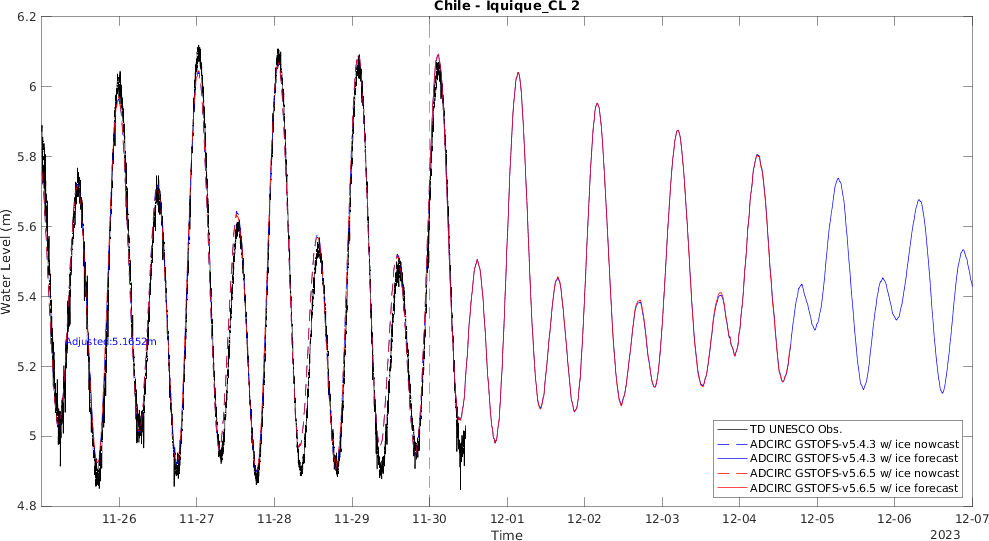 Chile - Iquique_CL 2
Water Level (m)
6.2
6
5.8
5.6
5.4
5.2
5
4.8
Adjusted:5.1652m
TD UNESCO Obs.
ADCIRC GSTOFS-v5.4.3 w/ ice nowcast
ADCIRC GSTOFS-v5.4.3 w/ ice forecast
ADCIRC GSTOFS-v5.6.5 w/ ice nowcast
ADCIRC GSTOFS-v5.6.5 w/ ice forecast
11-26 11-27 11-28 11-29 11-30 12-01 12-02 12-03 12-04 12-05 12-06 12-07
Time
2023